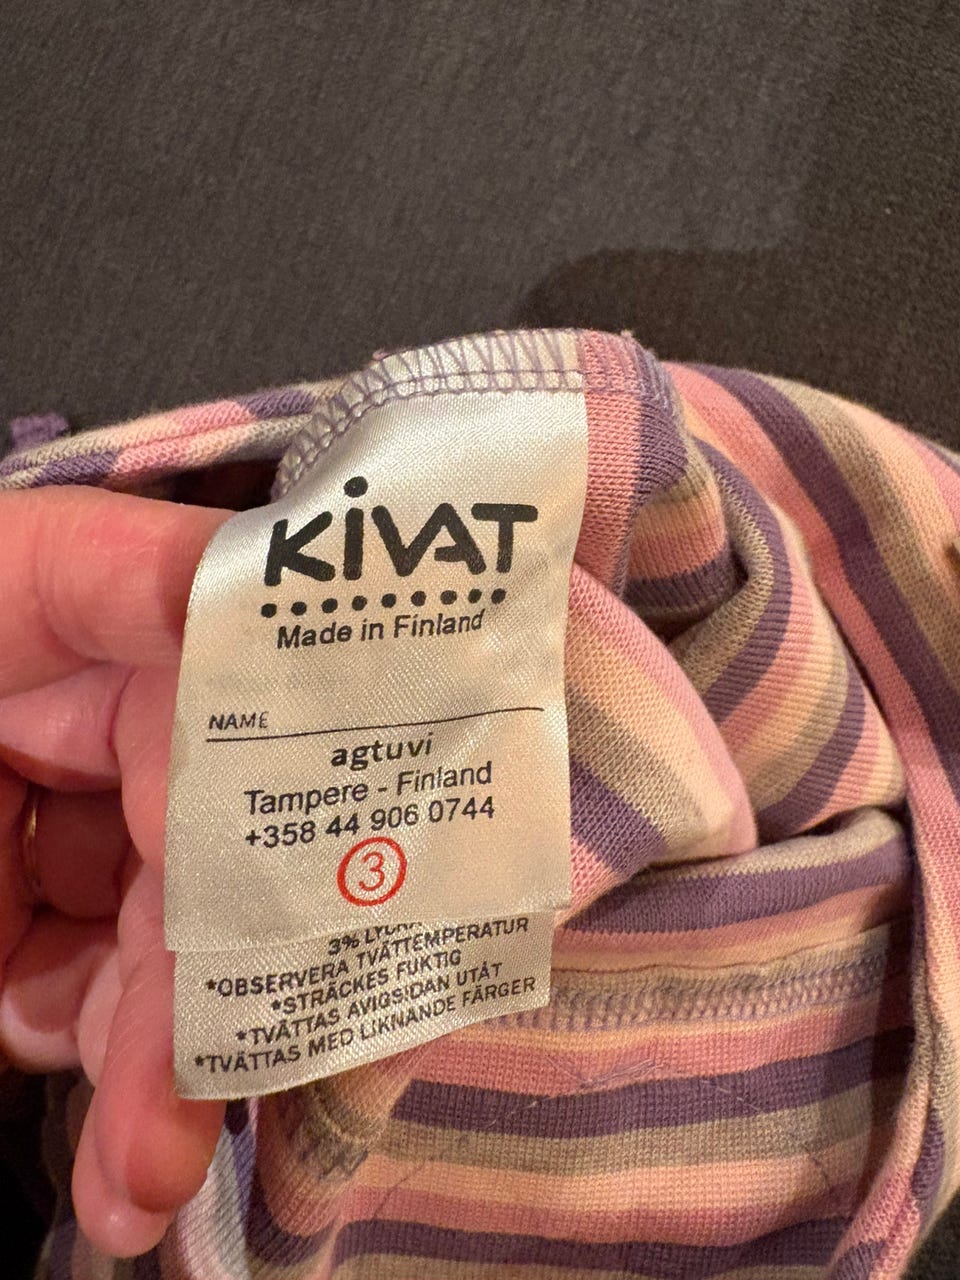 KiVAT
Made in Finland
NAME
agtuvi
Tampere - Finland
+358 44 906 0744
3
3% LYCRA
*OBSERVERA TVÄTTEMPERATUR
*STRÄCKES FUKTIG
*TVÄTTAS AVIGSIDAN UTÅT
*TVÄTTAS MED LIKNANDE FÄRGER